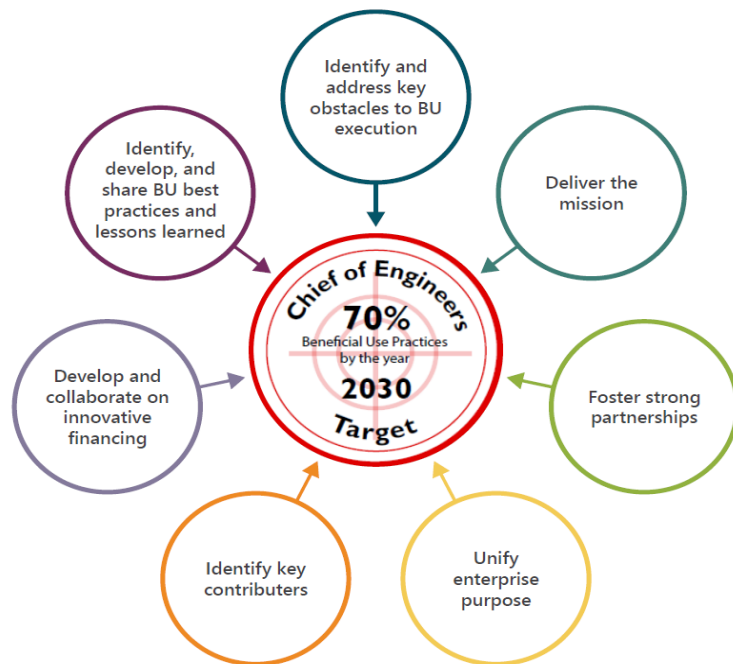 Identify and
address key
obstacles to BU
execution
Identify,
develop, and
share BU best
practices and
lessons learned
Deliver the
mission
Chief of Engineers
70%
Beneficial Use Practices
by the year
2030
Target
Develop and
collaborate on
innovative
financing
Foster strong
partnerships
Identify key
contributers
Unify
enterprise
purpose